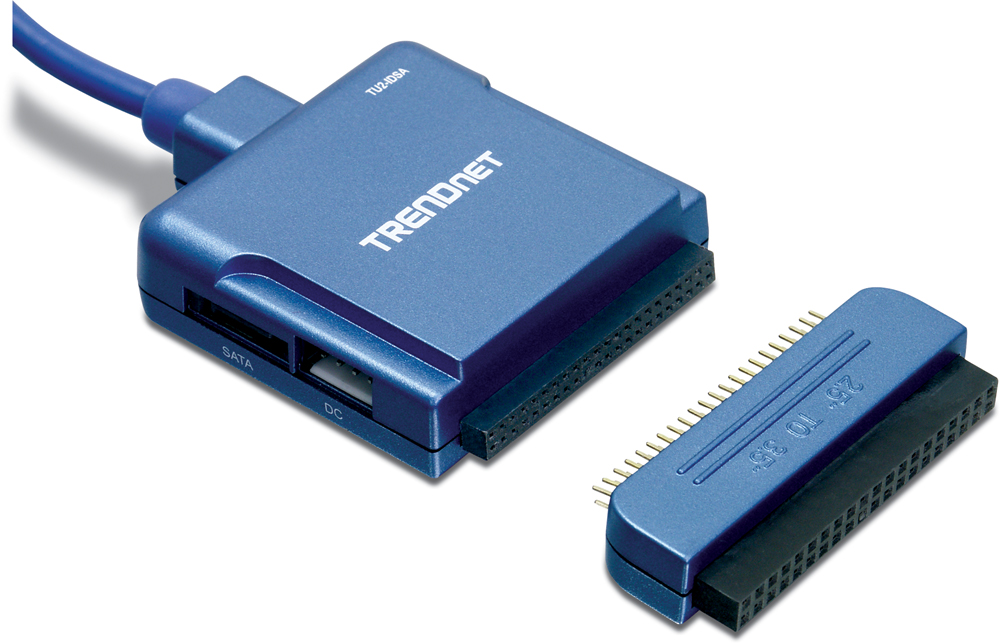 TU2-IDSA
TRENDNET
SATA
DC
2.5" TO 3.5"